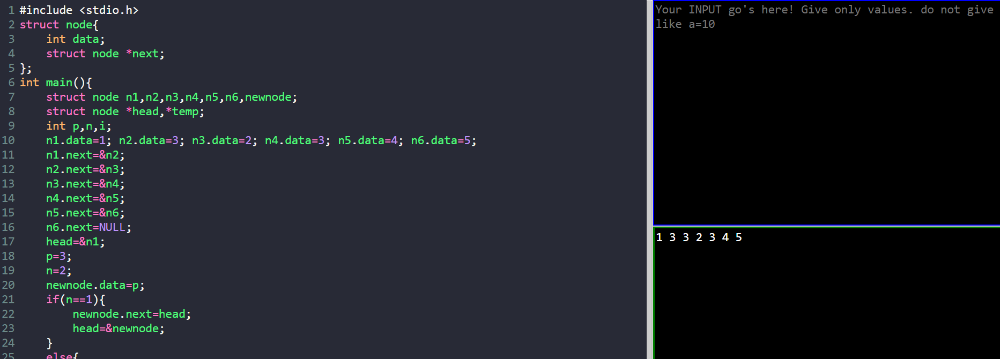 1 #include <stdio.h>
2 struct node{
3     int data;
4     struct node *next;
5 };
6 int main(){
7     struct node n1,n2,n3,n4,n5,n6,newnode;
8     struct node *head,*temp;
9     int p,n,i;
10     n1.data=1; n2.data=3; n3.data=2; n4.data=3; n5.data=4; n6.data=5;
11     n1.next=&n2;
12     n2.next=&n3;
13     n3.next=&n4;
14     n4.next=&n5;
15     n5.next=&n6;
16     n6.next=NULL;
17     head=&n1;
18     p=3;
19     n=2;
20     newnode.data=p;
21     if(n==1){
22         newnode.next=head;
23         head=&newnode;
24     }
25     else{
Your INPUT go's here! Give only values. do not give
like a=10
1 3 3 2 3 4 5